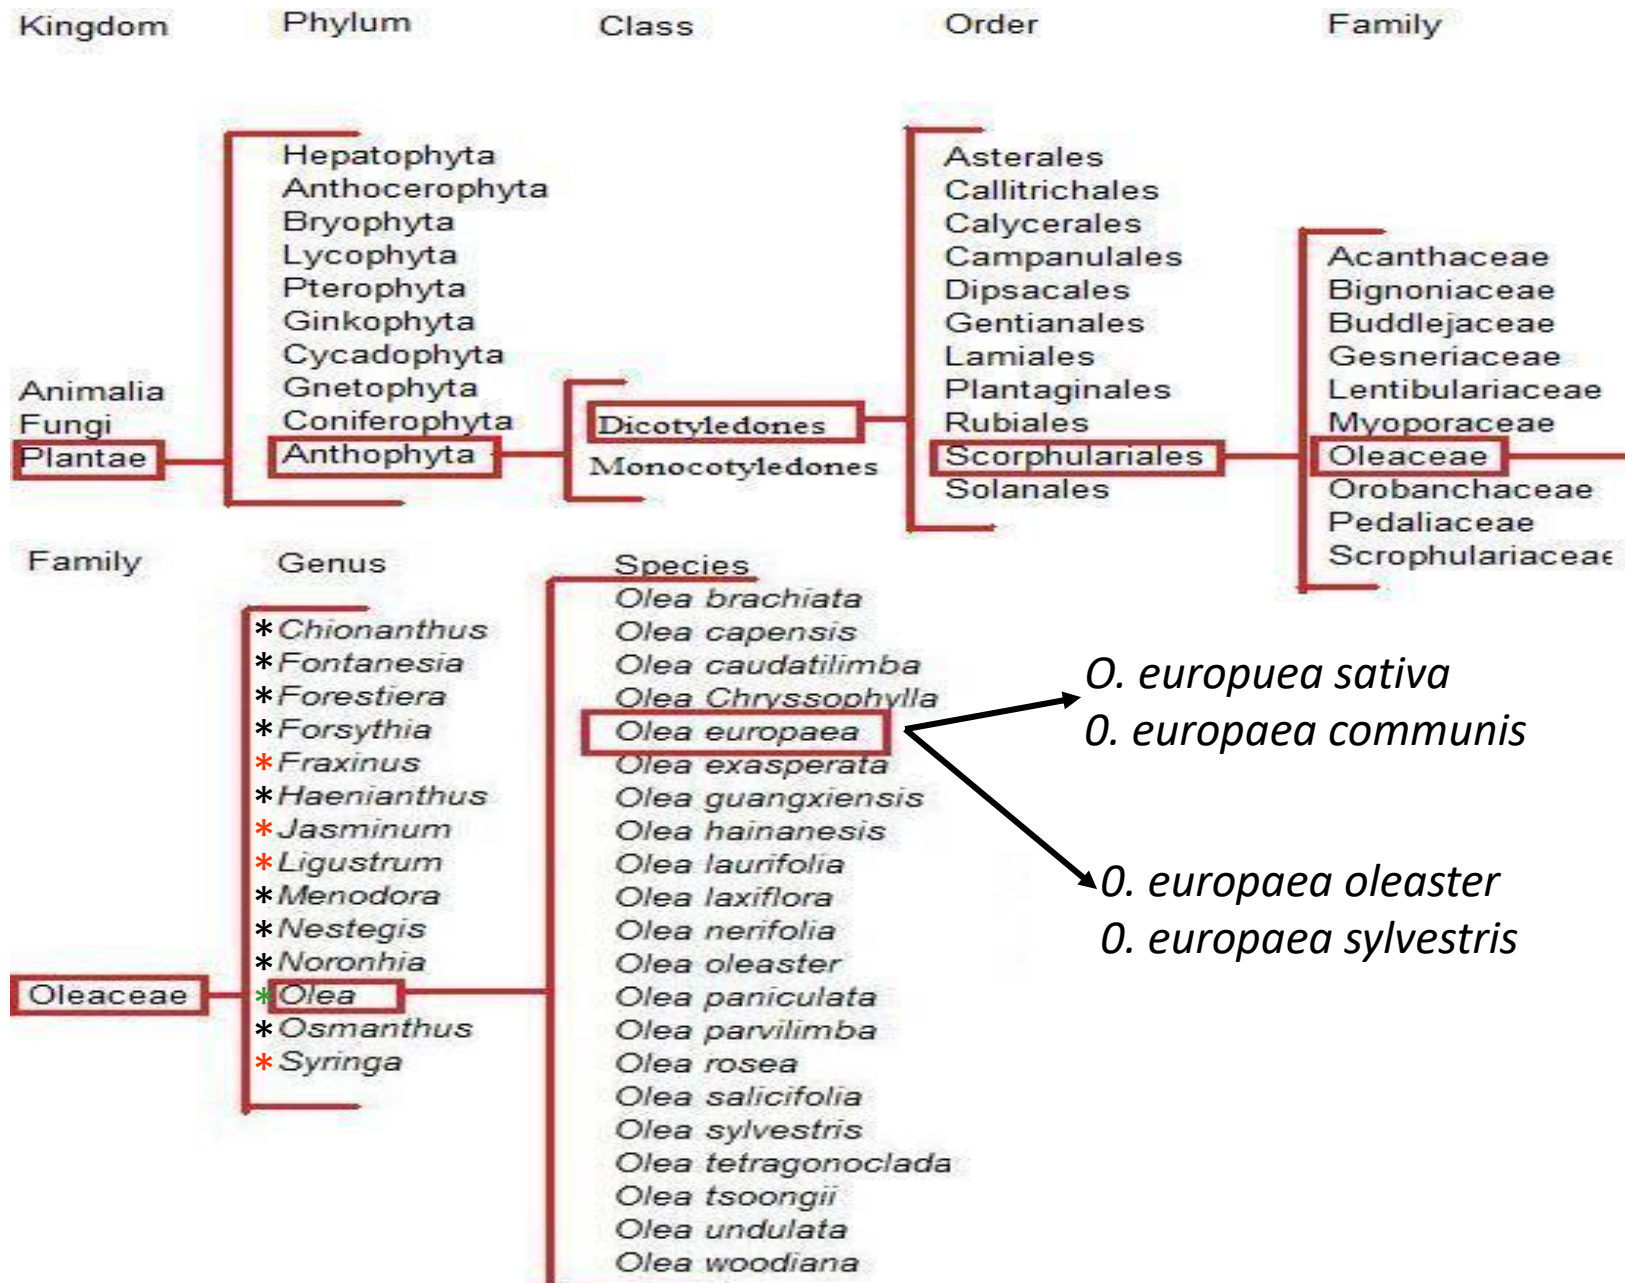 Kingdom
Phylum
Class
Order
Family
Animalia
Fungi
Plantae
Hepatophyta
Anthocerophyta
Bryophyta
Lycophyta
Pterophyta
Ginkophyta
Cycadophyta
Gnetophyta
Coniferophyta
Anthophyta
Dicotyledones
Monocotyledones
Asterales
Callitrichales
Calycerales
Campanulales
Dipsacales
Gentianales
Lamiales
Plantaginales
Rubiales
Scorphulariales
Solanales
Acanthaceae
Bignoniaceae
Buddlejaceae
Gesneriaceae
Lentibulariaceae
Myoporaceae
Oleaceae
Orobanchaceae
Pedaliaceae
Scrophulariaceae
Family
Genus
Species
Oleaceae
*Chionanthus
*Fontanesia
*Forestiera
*Forsythia
*Fraxinus
*Haenianthus
*Jasminum
*Ligustrum
*Menodora
*Nestegis
*Noronhia
*Olea
*Osmanthus
*Syringa
Olea brachiata
Olea capensis
Olea caudatilimba
Olea Chryssophylla
Olea europaea
Olea exasperata
Olea guangxiensis
Olea hainanesis
Olea laurifolia
Olea laxiflora
Olea nerifolia
Olea oleaster
Olea paniculata
Olea parvilimba
Olea rosea
Olea salicifolia
Olea sylvestris
Olea tetragonoclada
Olea tsoongii
Olea undulata
Olea woodiana
O. europuea sativa
0. europaea communis
0. europaea oleaster
0. europaea sylvestris